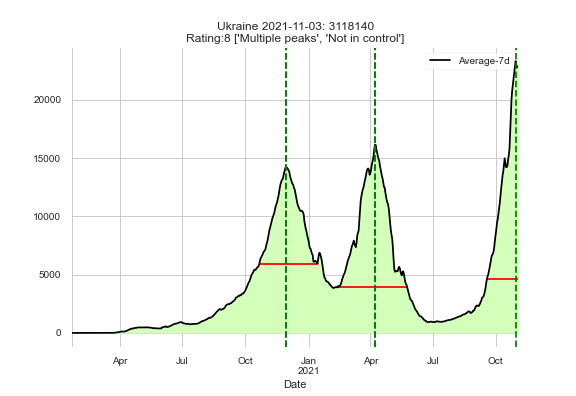 Ukraine 2021-11-03: 3118140
Rating:8 ['Multiple peaks', 'Not in control']
Average-7d
20000
15000
10000
5000
0
Apr Jul Oct Jan Apr Jul Oct
2021
Date